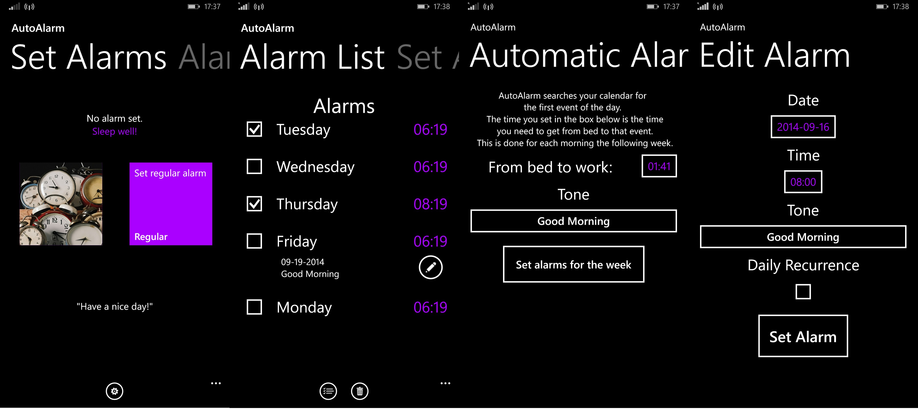 17:37
AutoAlarm
Set Alarms Alar
No alarm set.
Sleep well!
Set regular alarm
Regular
"Have a nice day!"
17:38
AutoAlarm
Alarm List Set A
Alarms
Tuesday 06:19
Wednesday 06:19
Thursday 08:19
Friday 06:19
09-19-2014
Good Morning
Monday 06:19
17:37
AutoAlarm
Automatic Alar
AutoAlarm searches your calendar for
the first event of the day.
The time you set in the box below is the time
you need to get from bed to that event.
This is done for each morning the following week.
From bed to work: 01:41
Tone
Good Morning
Set alarms for the week
17:38
AutoAlarm
Edit Alarm
Date
2014-09-16
Time
08:00
Tone
Good Morning
Daily Recurrence
Set Alarm